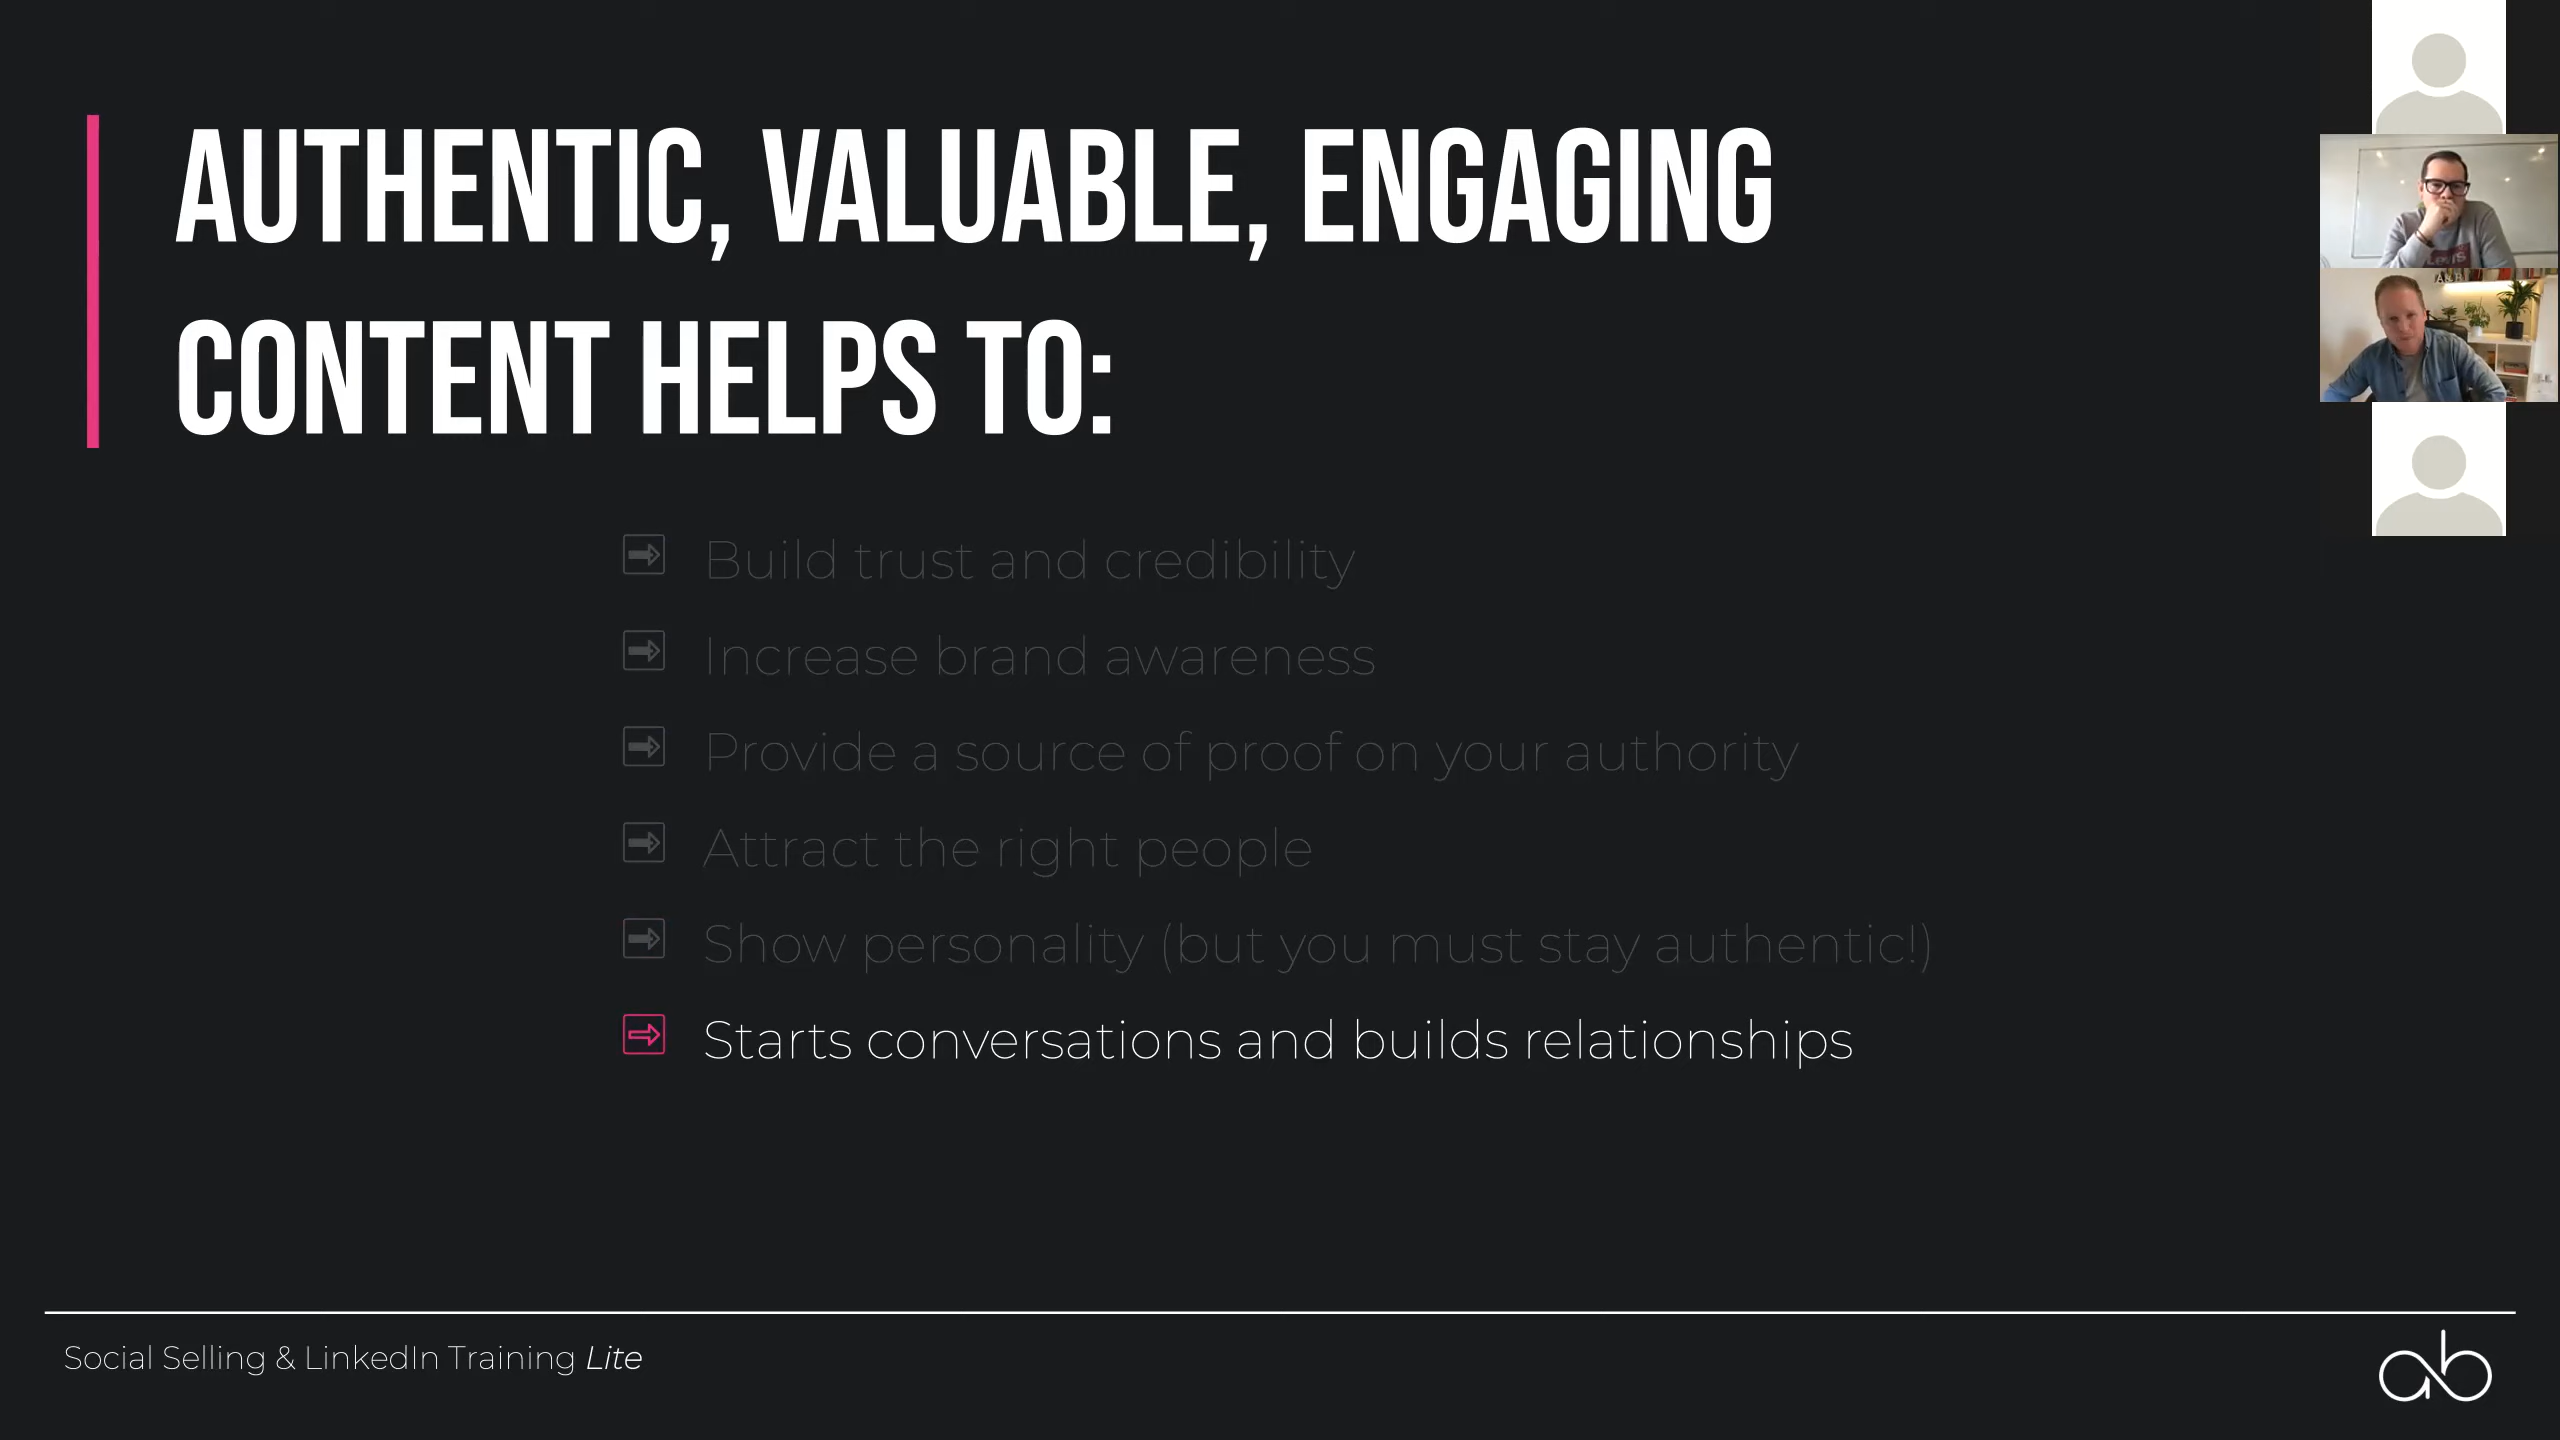 AUTHENTIC, VALUABLE, ENGAGING
CONTENT HELPS TO:
Build trust and credibility
Increase brand awareness
Provide a source of proof on your authority
Attract the right people
Show personality (but you must stay authentic!)
Starts conversations and builds relationships
Social Selling & LinkedIn Training Lite
ab